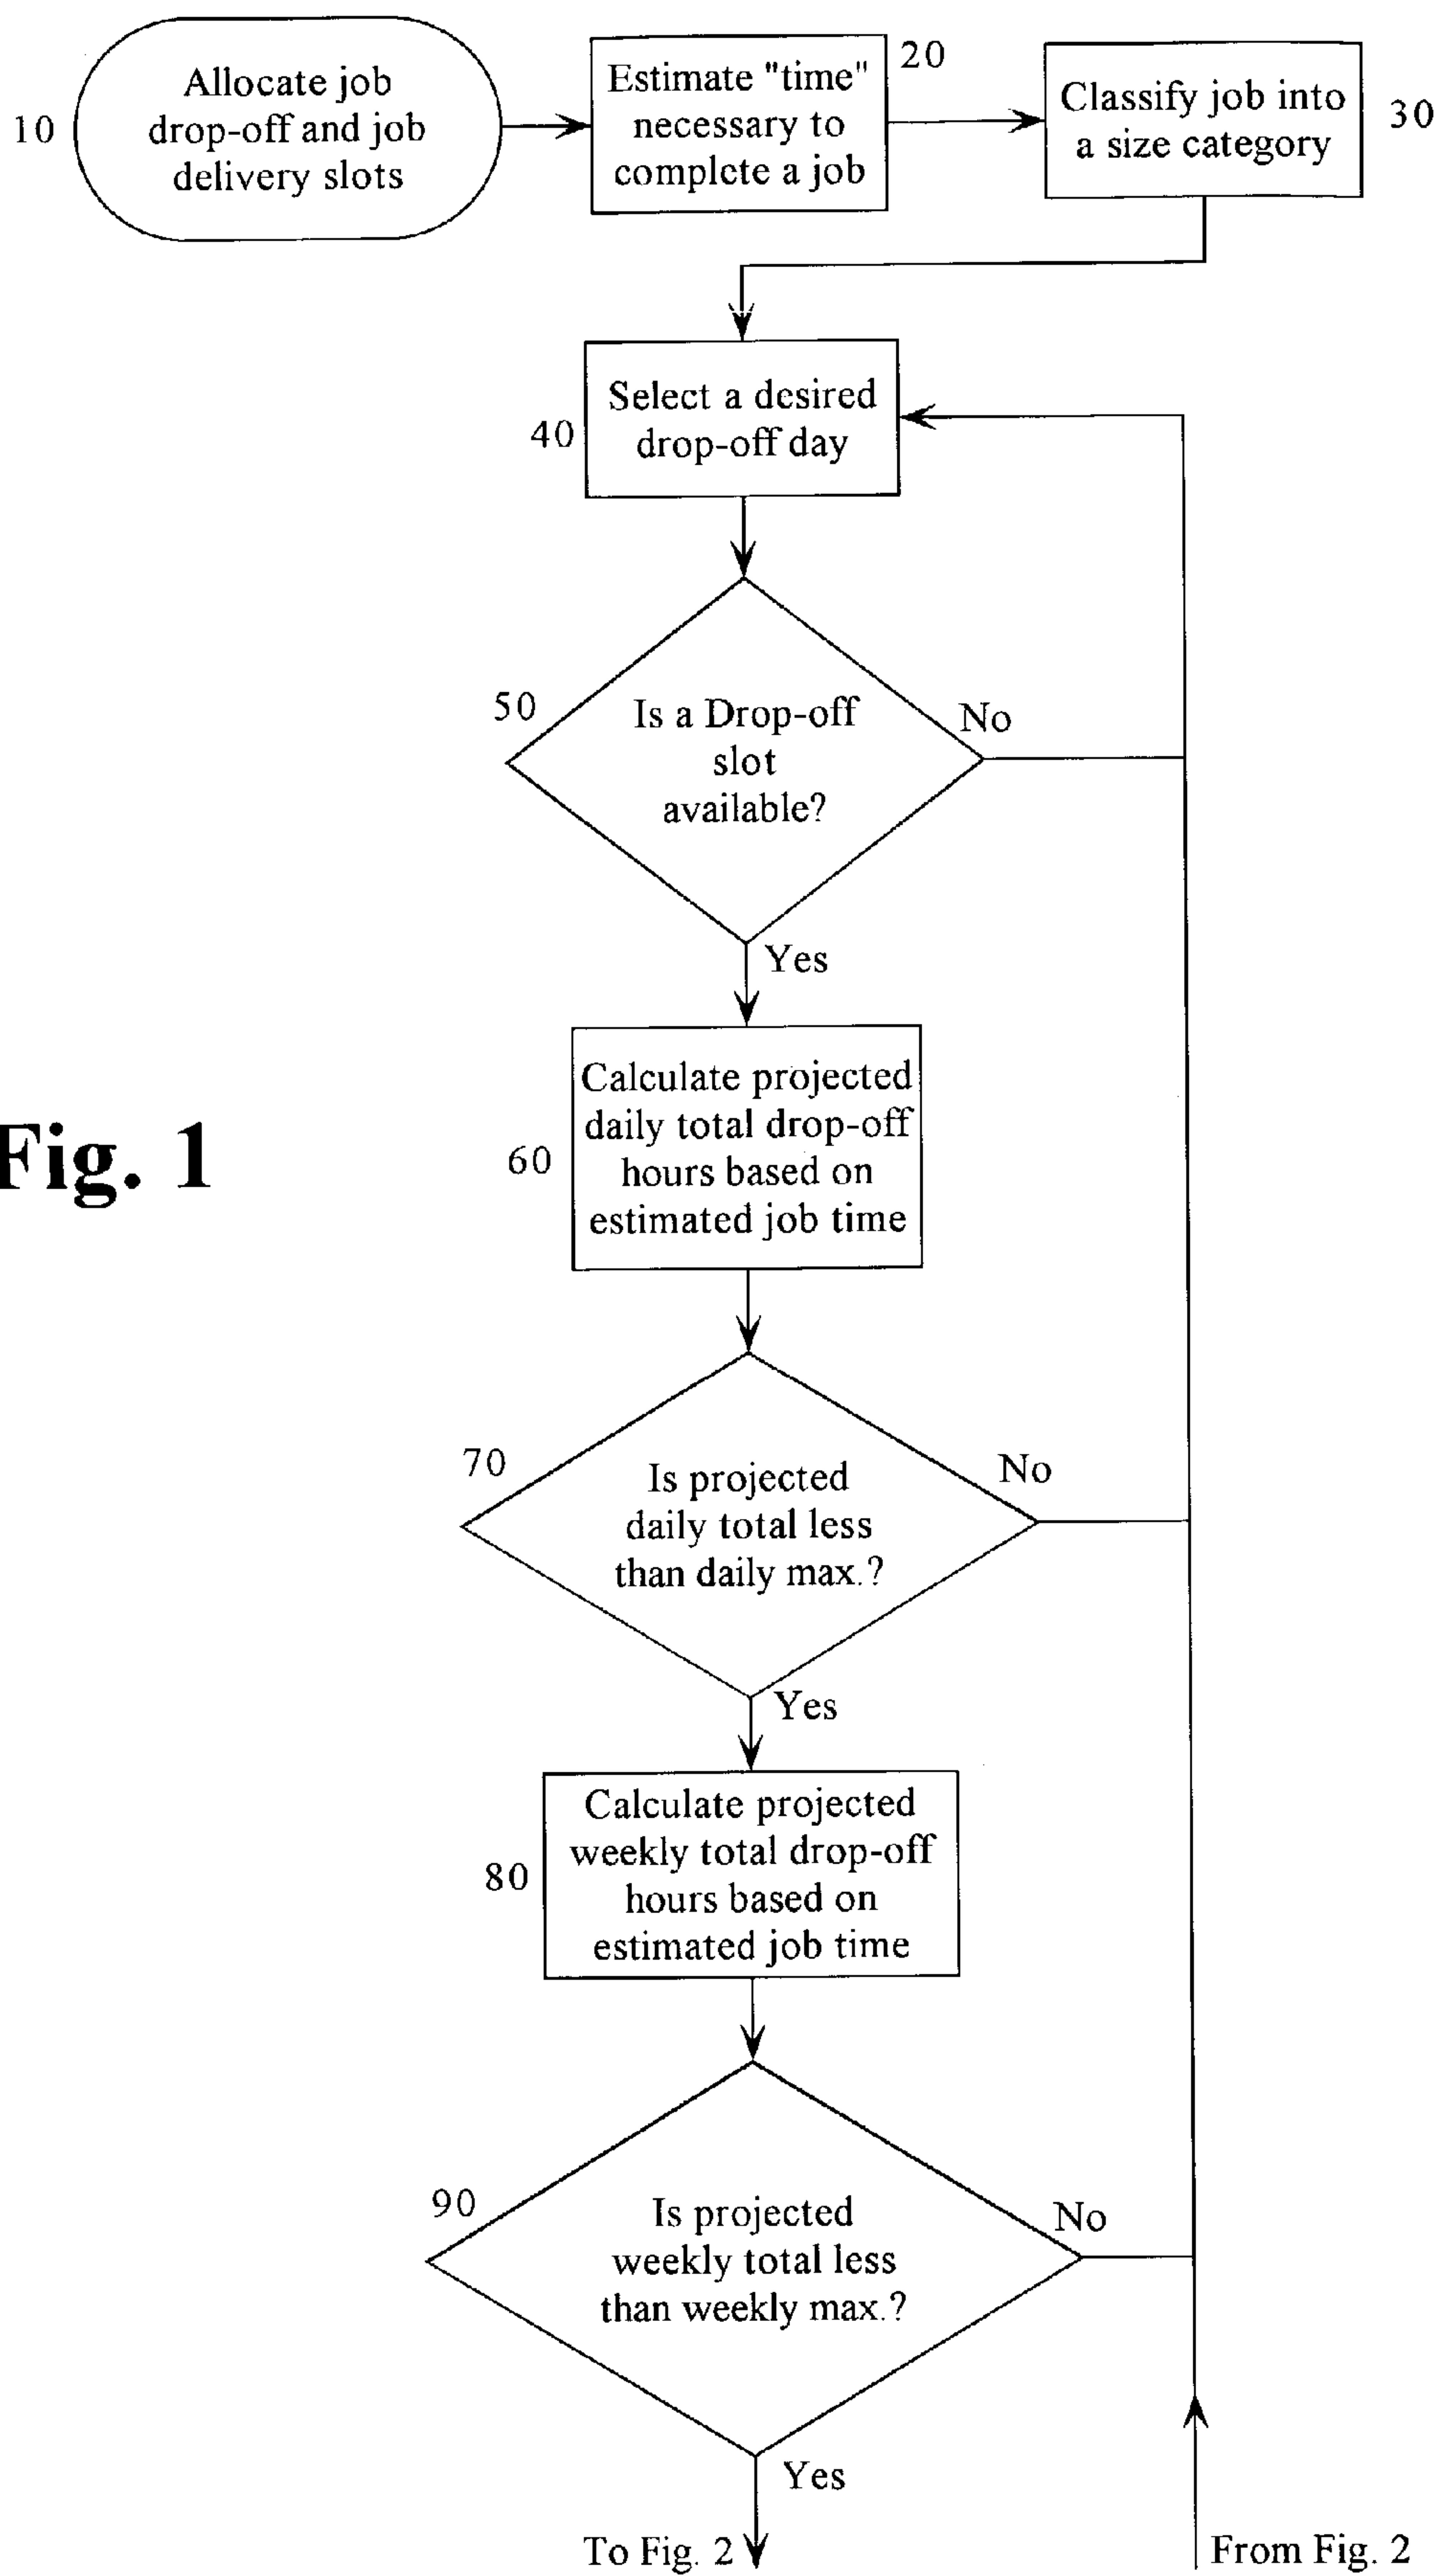 10
Allocate job
drop-off and job
delivery slots
Estimate "time"
necessary to
complete a job
20
Classify job into
a size category
30
40
Select a desired
drop-off day
50
Is a Drop-off
slot
available?
No
Yes
Fig. 1
60
Calculate projected
daily total drop-off
hours based on
estimated job time
70
Is projected
daily total less
than daily max.?
No
Yes
80
Calculate projected
weekly total drop-off
hours based on
estimated job time
90
Is projected
weekly total less
than weekly max.?
No
Yes
To Fig. 2
From Fig. 2